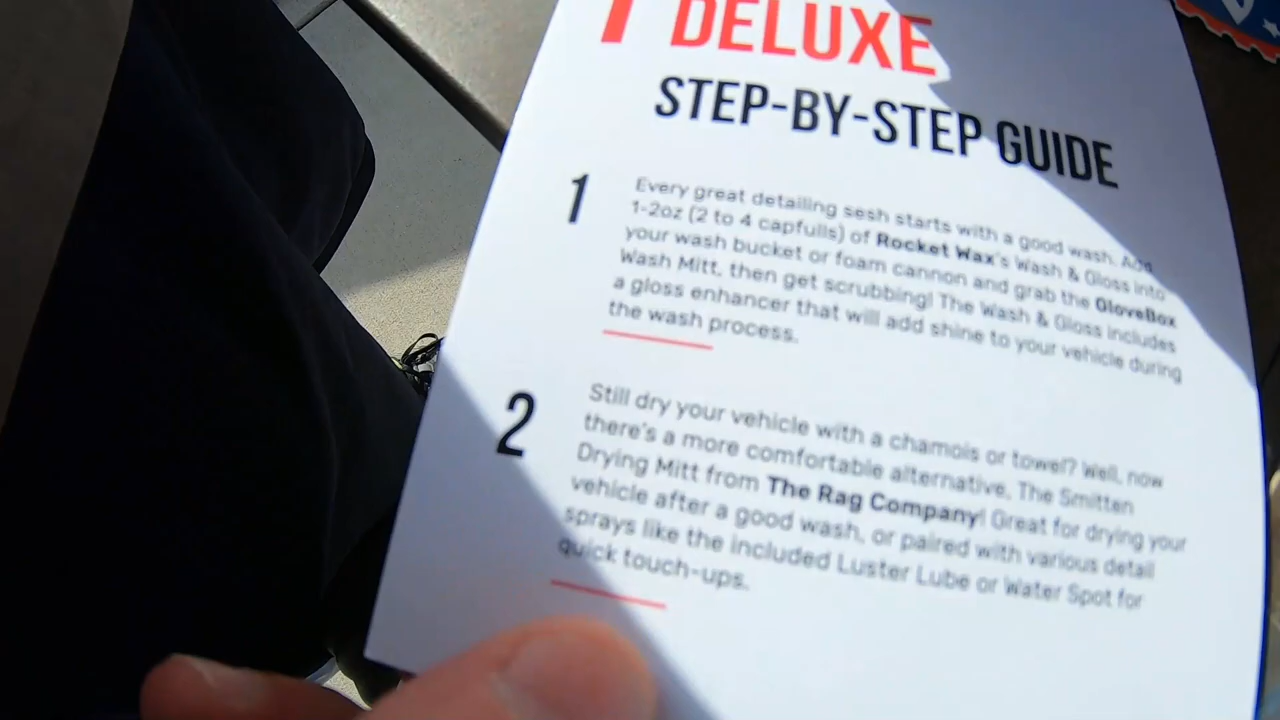 DELUXE
STEP-BY-STEP GUIDE
1
Every great detailing sesh starts with a good wash. Add
1-2oz (2 to 4 capfulls) of Rocket Wax's Wash & Gloss into
your wash bucket or foam cannon and grab the GloveBox
Wash Mitt, then get scrubbing! The Wash & Gloss includes
a gloss enhancer that will add shine to your vehicle during
the wash process.
2
Still dry your vehicle with a chamois or towel? Well, now
there's a more comfortable alternative, The Smitten
Drying Mitt from The Rag Company! Great for drying your
vehicle after a good wash, or paired with various detail
sprays like the included Luster Lube or Water Spot for
quick touch-ups.